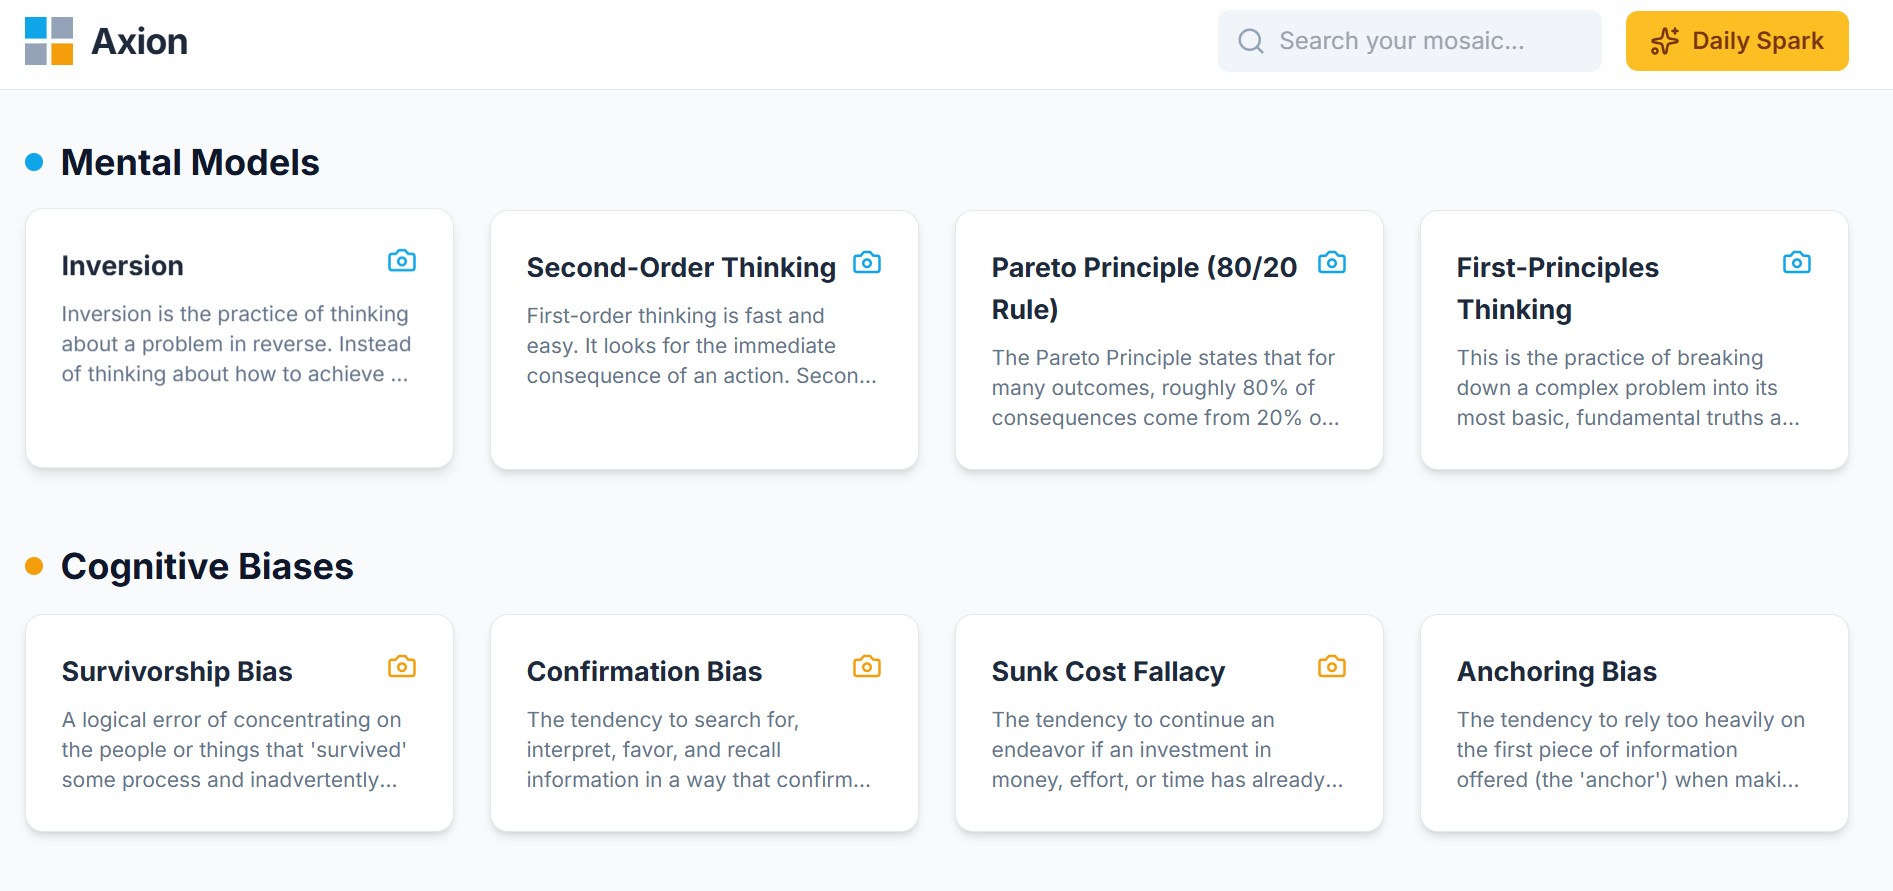 Axion
Search your mosaic...
Daily Spark
Mental Models
Inversion
Inversion is the practice of thinking
about a problem in reverse. Instead
of thinking about how to achieve ...
Second-Order Thinking
First-order thinking is fast and
easy. It looks for the immediate
consequence of an action. Secon...
Pareto Principle (80/20
Rule)
The Pareto Principle states that for
many outcomes, roughly 80% of
consequences come from 20% o...
First-Principles
Thinking
This is the practice of breaking
down a complex problem into its
most basic, fundamental truths a...
Cognitive Biases
Survivorship Bias
A logical error of concentrating on
the people or things that 'survived'
some process and inadvertently...
Confirmation Bias
The tendency to search for,
interpret, favor, and recall
information in a way that confirm...
Sunk Cost Fallacy
The tendency to continue an
endeavor if an investment in
money, effort, or time has already...
Anchoring Bias
The tendency to rely too heavily on
the first piece of information
offered (the 'anchor') when maki...